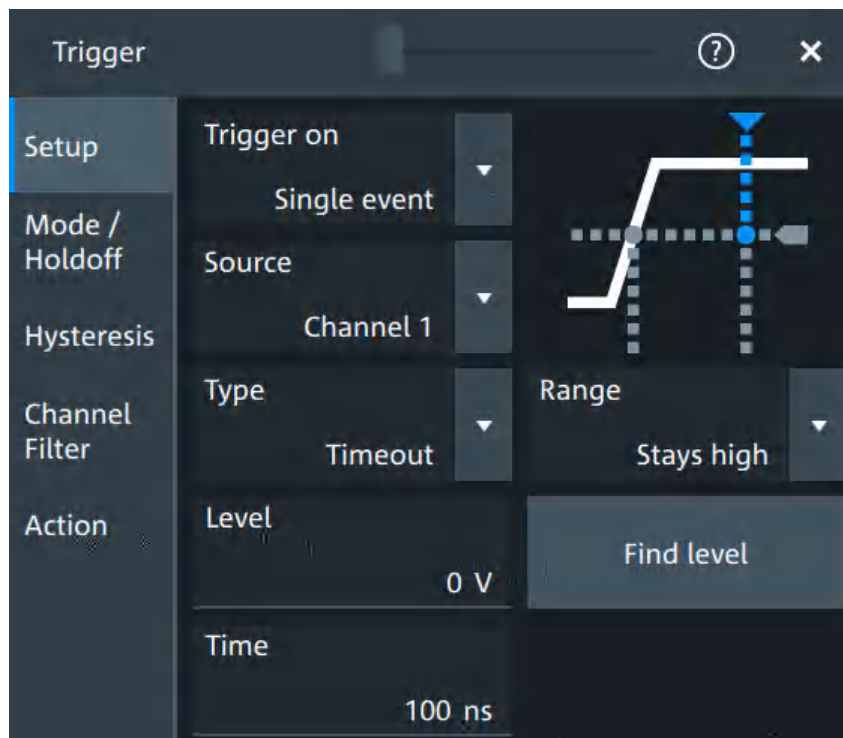 Trigger
?
Setup
Mode /
Holdoff
Hysteresis
Channel
Filter
Action
Trigger on
Single event
Source
Channel 1
Type
Timeout
Range
Stays high
Level
0 V
Find level
Time
100 ns